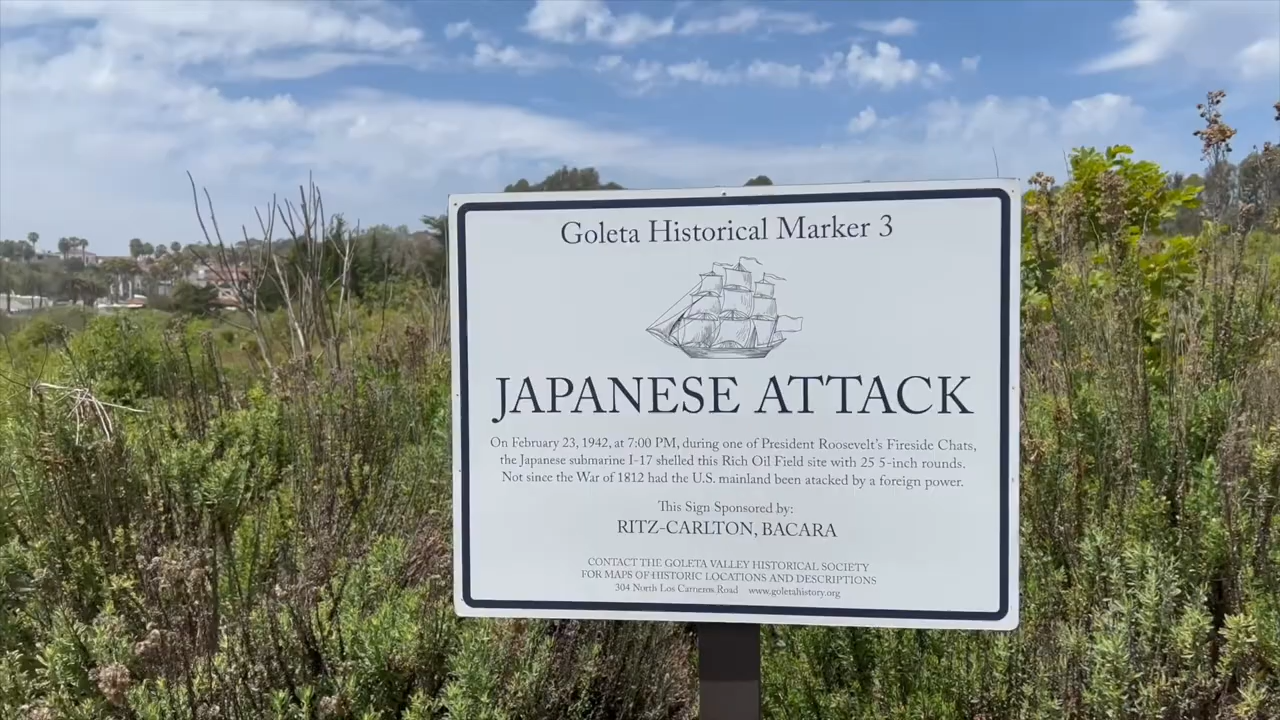 Goleta Historical Marker 3
JAPANESE ATTACK
On February 23, 1942, at 7:00 PM, during one of President Roosevelt's Fireside Chats,
the Japanese submarine I-17 shelled this Rich Oil Field site with 25 5-inch rounds.
Not since the War of 1812 had the U.S. mainland been atacked by a foreign power.
This Sign Sponsored by:
RITZ-CARLTON, BACARA
CONTACT THE GOLETA VALLEY HISTORICAL SOCIETY
FOR MAPS OF HISTORIC LOCATIONS AND DESCRIPTIONS
304 North Los Carneros Road www.goletahistory.org